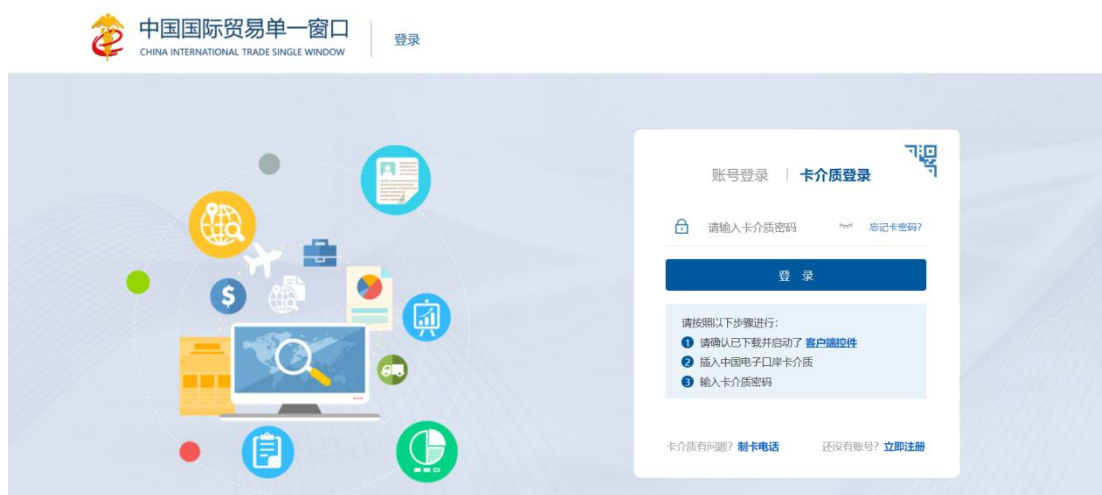 中国国际贸易单一窗口
CHINA INTERNATIONAL TRADE SINGLE WINDOW
登录
账号登录 | 卡介质登录
请输入卡介质密码 忘记卡密码?
登 录
请按照以下步骤进行:
1 请确认已下载并启动了 客户端控件
2 插入中国电子口岸卡介质
3 输入卡介质密码
卡介质有问题? 制卡电话 还没有账号? 立即注册
$